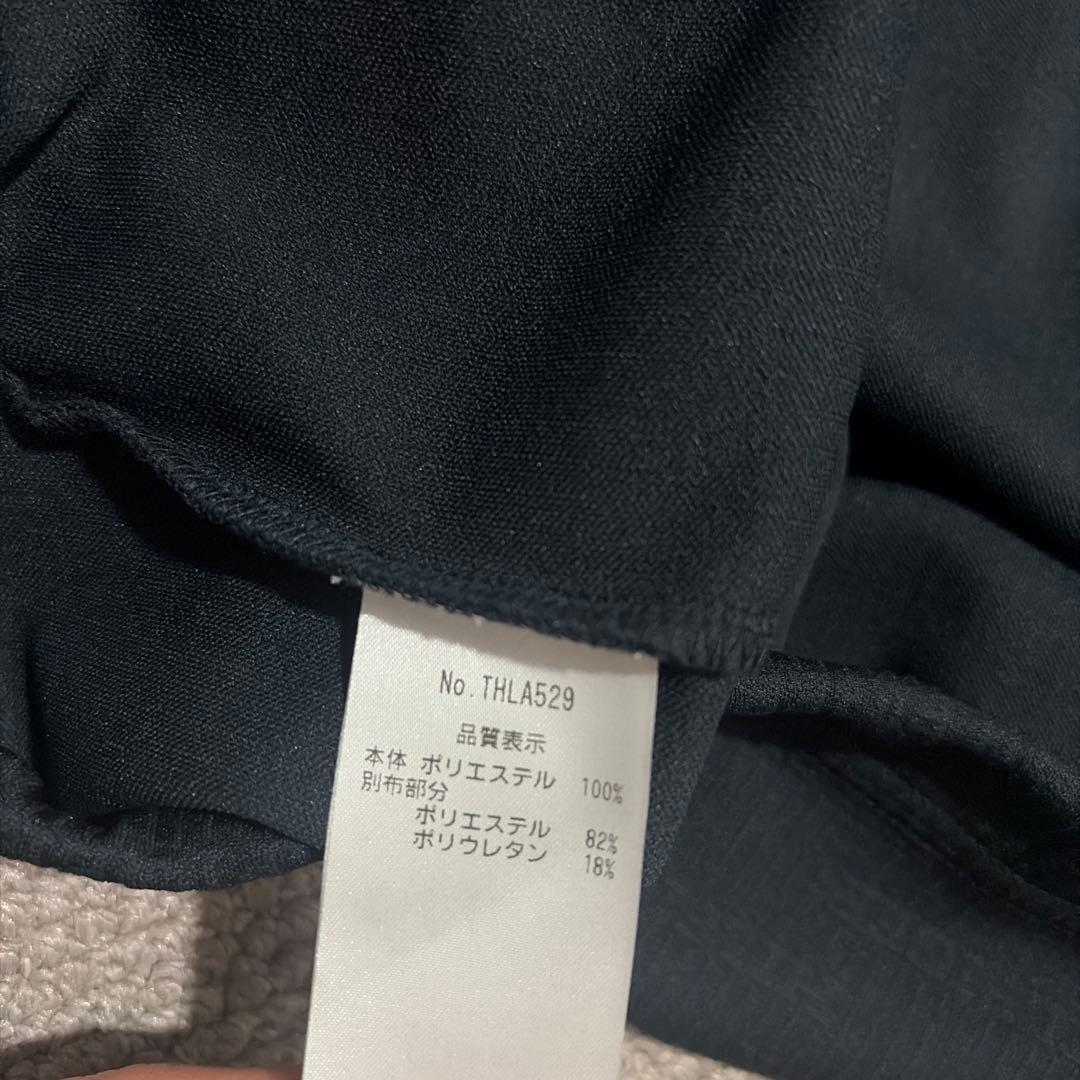 No.THLA529
品質表示
本体 ポリエステル 100%
別布部分
ポリエステル 82%
ポリウレタン 18%